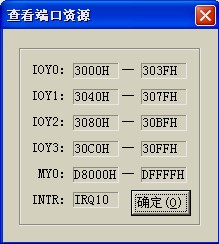 查看端口资源
IOY0: 3000H — 303FH
IOY1: 3040H — 307FH
IOY2: 3080H — 30BFH
IOY3: 30C0H — 30FFH
MY0: D8000H — DFFFFH
INTR: IRQ10
确定(O)